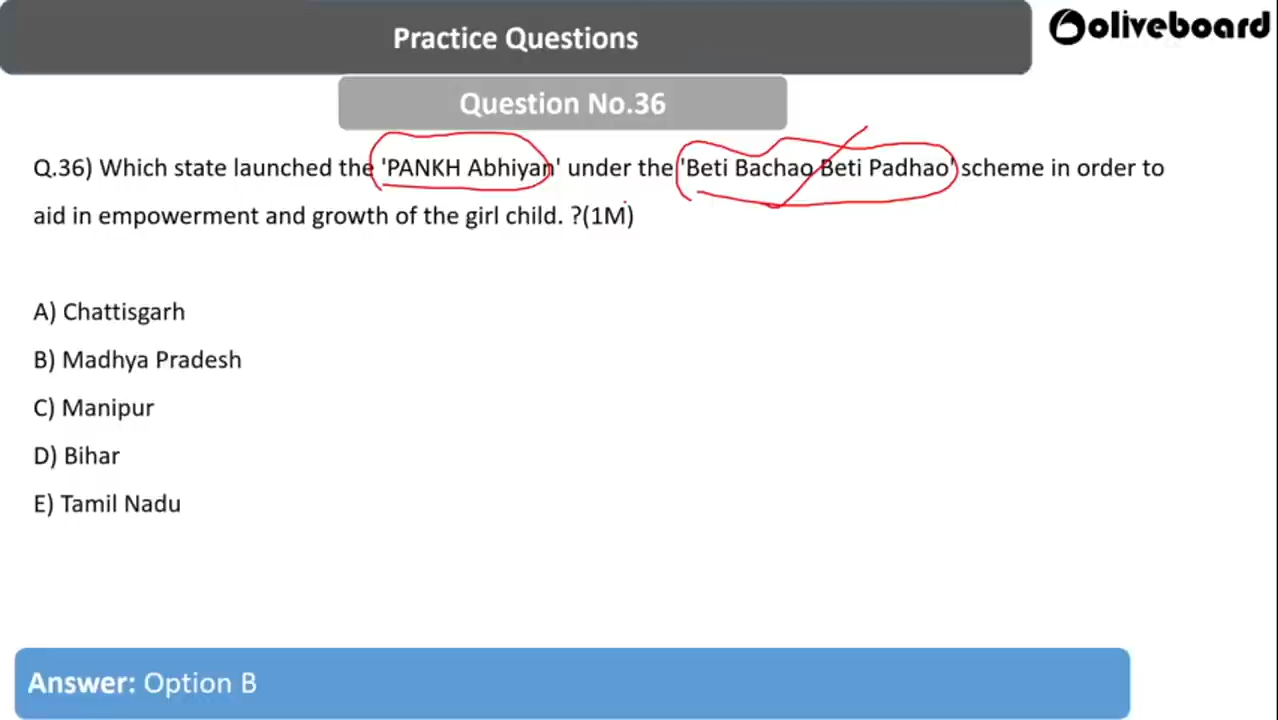 Practice Questions
oliveboard
Question No.36
Q.36) Which state launched the 'PANKH Abhiyan' under the 'Beti Bachao Beti Padhao' scheme in order to
aid in empowerment and growth of the girl child. ?(1M)
A) Chattisgarh
B) Madhya Pradesh
C) Manipur
D) Bihar
E) Tamil Nadu
Answer: Option B